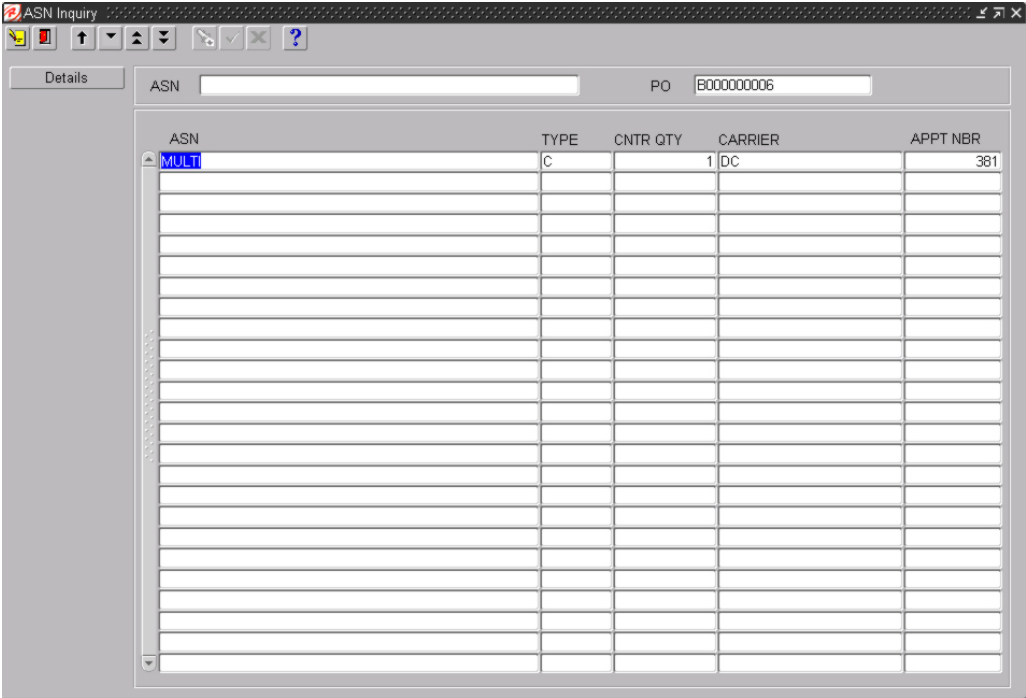 ASN Inquiry
?
Details
ASN PO B000000006
ASN TYPE CNTR QTY CARRIER APPT NBR
MULTI C 1 DC 381